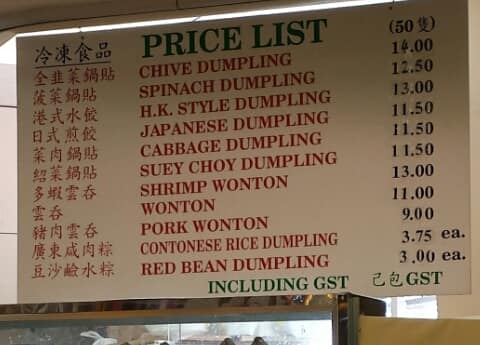 冷凍食品 PRICE LIST (50隻)
全韭菜鍋貼 CHIVE DUMPLING 14.00
菠菜鍋貼 SPINACH DUMPLING 12.50
港式水餃 H.K. STYLE DUMPLING 13.00
日式煎餃 JAPANESE DUMPLING 11.50
菜肉鍋貼 CABBAGE DUMPLING 11.50
紹菜鍋貼 SUEY CHOY DUMPLING 11.50
多蝦雲呑 SHRIMP WONTON 13.00
雲呑 WONTON 11.00
豬肉雲呑 PORK WONTON 9.00
廣東咸肉粽 CONTONESE RICE DUMPLING 3.75 ea.
豆沙鹼水粽 RED BEAN DUMPLING 3.00 ea.
INCLUDING GST 己包GST